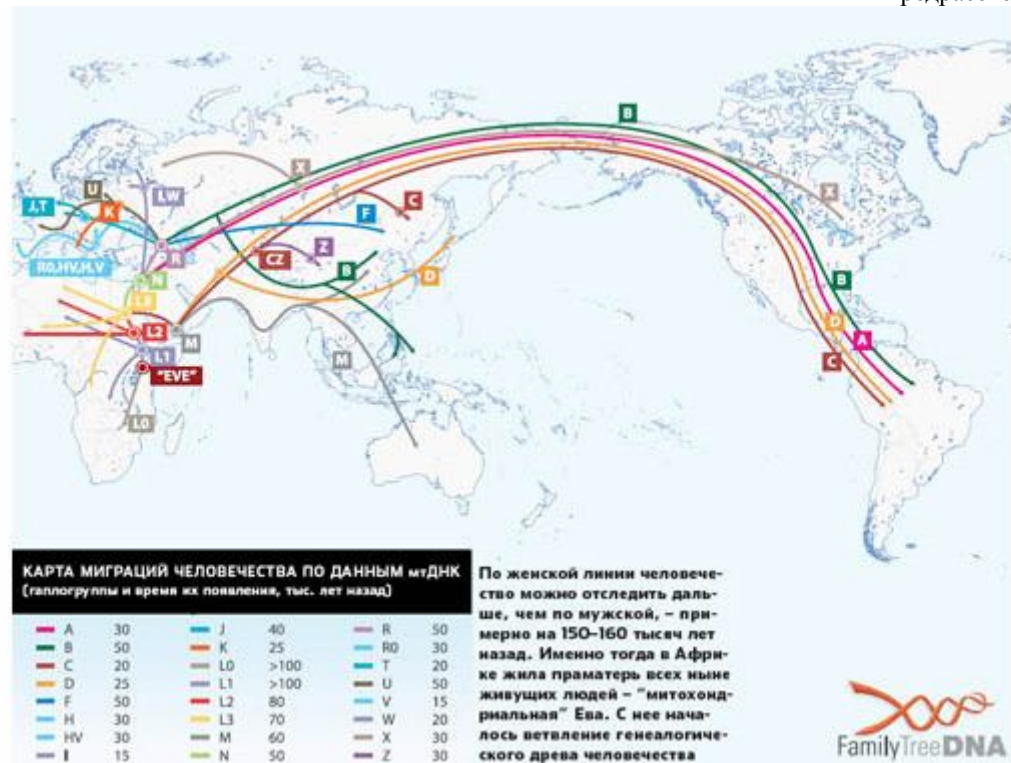 B
X
U
I,W
J,T
K
X
C
F
R
Z
CZ
R0,HV,H,V
B
N
D
B
L3
L2
M
D
A
L1
M
C
"EVE"
L0
КАРТА МИГРАЦИЙ ЧЕЛОВЕЧЕСТВА ПО ДАННЫМ мтДНК
(гаплогруппы и время их появления, тыс. лет назад)
A 30 J 40 R 50
B 50 K 25 R0 30
C 20 L0 >100 T 20
D 25 L1 >100 U 50
F 50 L2 80 V 15
H 30 L3 70 W 20
HV 30 M 60 X 30
I 15 N 50 Z 30
По женской линии человече-
ство можно отследить даль-
ше, чем по мужской, – при-
мерно на 150–160 тысяч лет
назад. Именно тогда в Афри-
ке жила праматерь всех ныне
живущих людей – "митохонд-
риальная" Ева. С нее нача-
лось ветвление генеалогиче-
ского древа человечества
FamilyTreeDNA